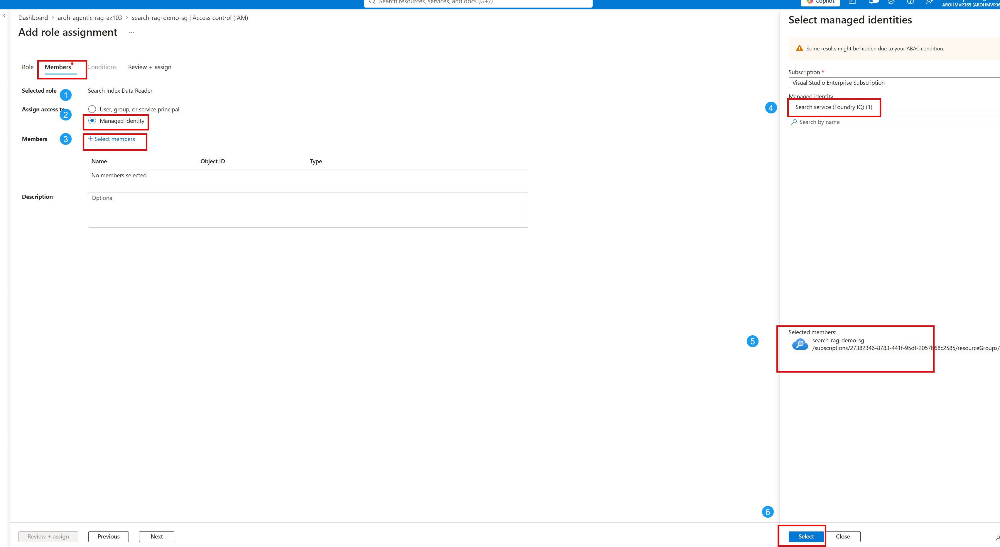 Search resources, services, and docs (G+/)
Copilot
AROHMVP365 (AROHMVP36
Dashboard > aroh-agentic-rag-az103 > search-rag-demo-sg | Access control (IAM)
Add role assignment ...
Role Members Conditions Review + assign
Selected role 1 Search Index Data Reader
Assign access to User, group, or service principal
2 Managed identity
Members 3 + Select members
Name Object ID Type
No members selected
Description Optional
Review + assign Previous Next
Select managed identities
Some results might be hidden due to your ABAC condition.
Subscription *
Visual Studio Enterprise Subscription
Managed identity
4 Search service (Foundry IQ) (1)
Search by name
Selected members:
5 search-rag-demo-sg
/subscriptions/27382346-8783-441f-95df-2057b68c2585/resourceGroups/
6
Select Close